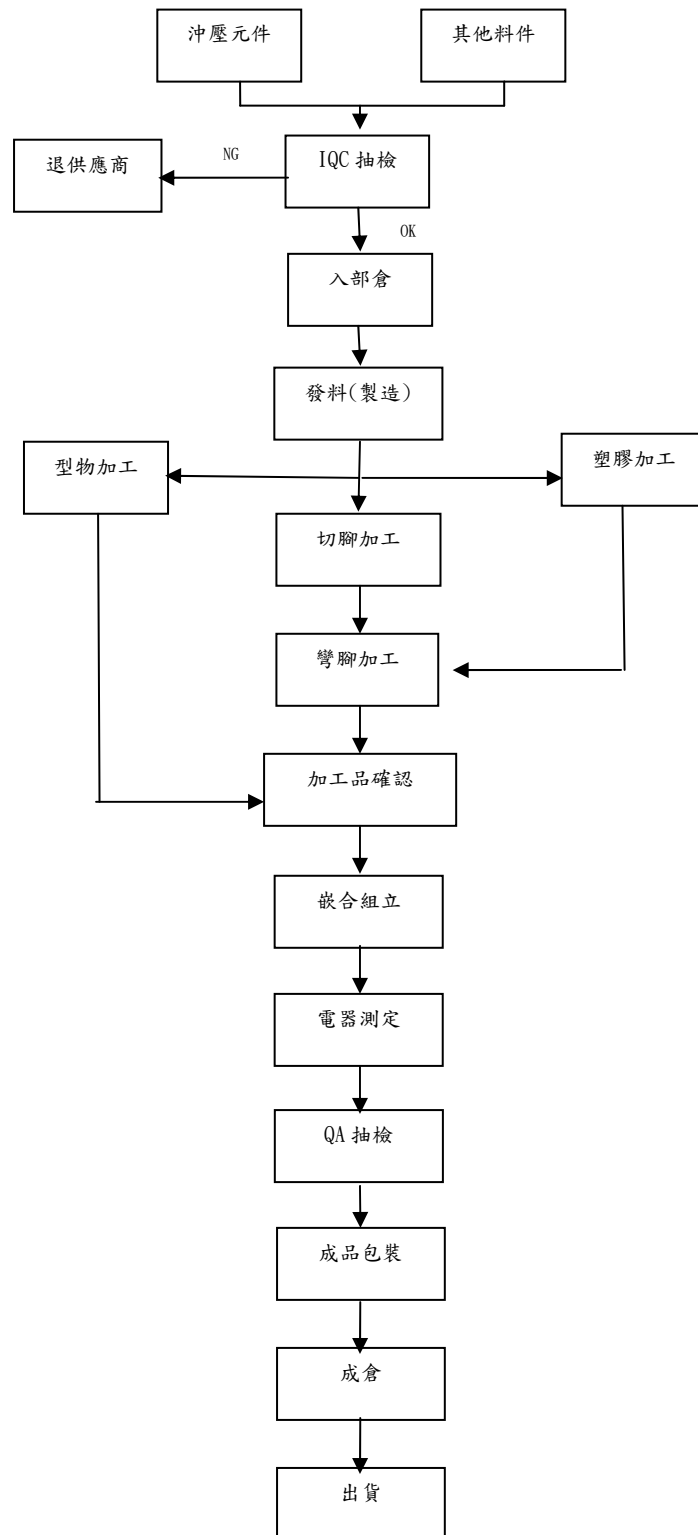 沖壓元件
其他料件
退供應商
NG
IQC 抽檢
OK
入部倉
發料(製造)
型物加工
塑膠加工
切腳加工
彎腳加工
加工品確認
嵌合組立
電器測定
QA 抽檢
成品包裝
成倉
出貨